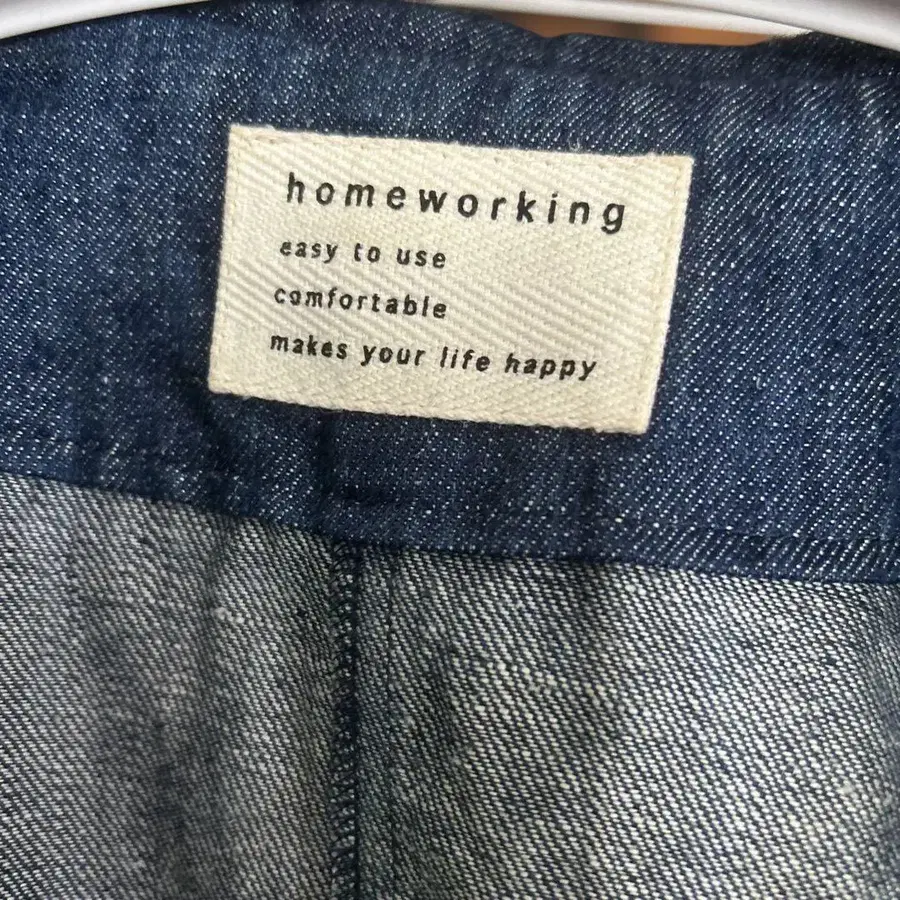 homeworking
easy to use
comfortable
makes your life happy